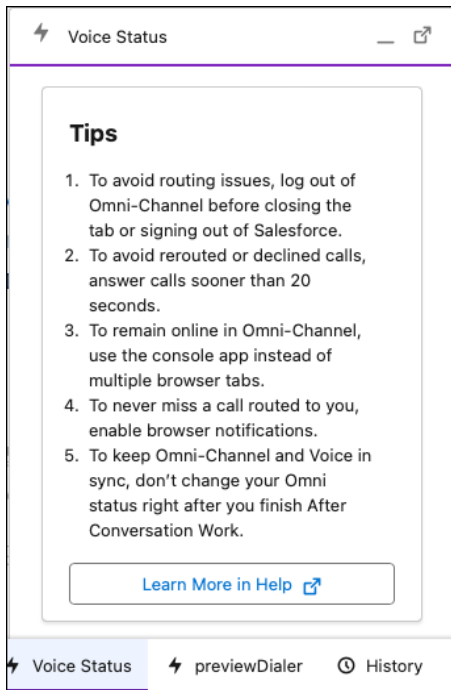 Voice Status
Tips
1. To avoid routing issues, log out of
Omni-Channel before closing the
tab or signing out of Salesforce.
2. To avoid rerouted or declined calls,
answer calls sooner than 20
seconds.
3. To remain online in Omni-Channel,
use the console app instead of
multiple browser tabs.
4. To never miss a call routed to you,
enable browser notifications.
5. To keep Omni-Channel and Voice in
sync, don’t change your Omni
status right after you finish After
Conversation Work.
Learn More in Help
Voice Status previewDialer History